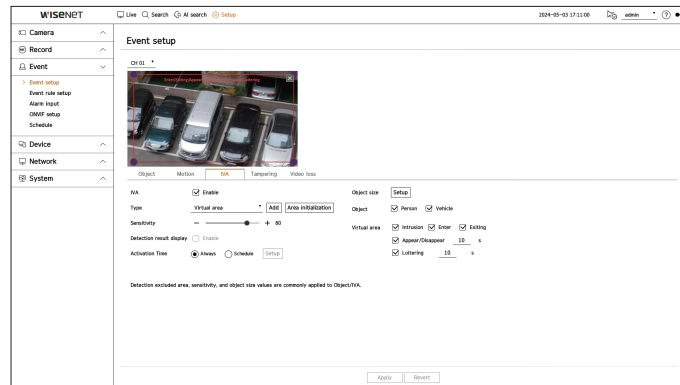 WISENET
Live Search AI search Setup
2024-05-03 17:11:00 admin ?
Camera
Record
Event
> Event setup
Event rule setup
Alarm input
ONVIF setup
Schedule
Device
Network
System
Event setup
CH 01
Object Motion IVA Tampering Video loss
IVA Enable
Type Virtual area Add Area initialization
Sensitivity − + 80
Detection result display Enable
Activation Time Always Schedule Setup
Object size Setup
Object Person Vehicle
Virtual area Intrusion Enter Exiting
Appear/Disappear 10 s
Loitering 10 s
Detection excluded area, sensitivity, and object size values are commonly applied to Object/IVA.
Apply Revert